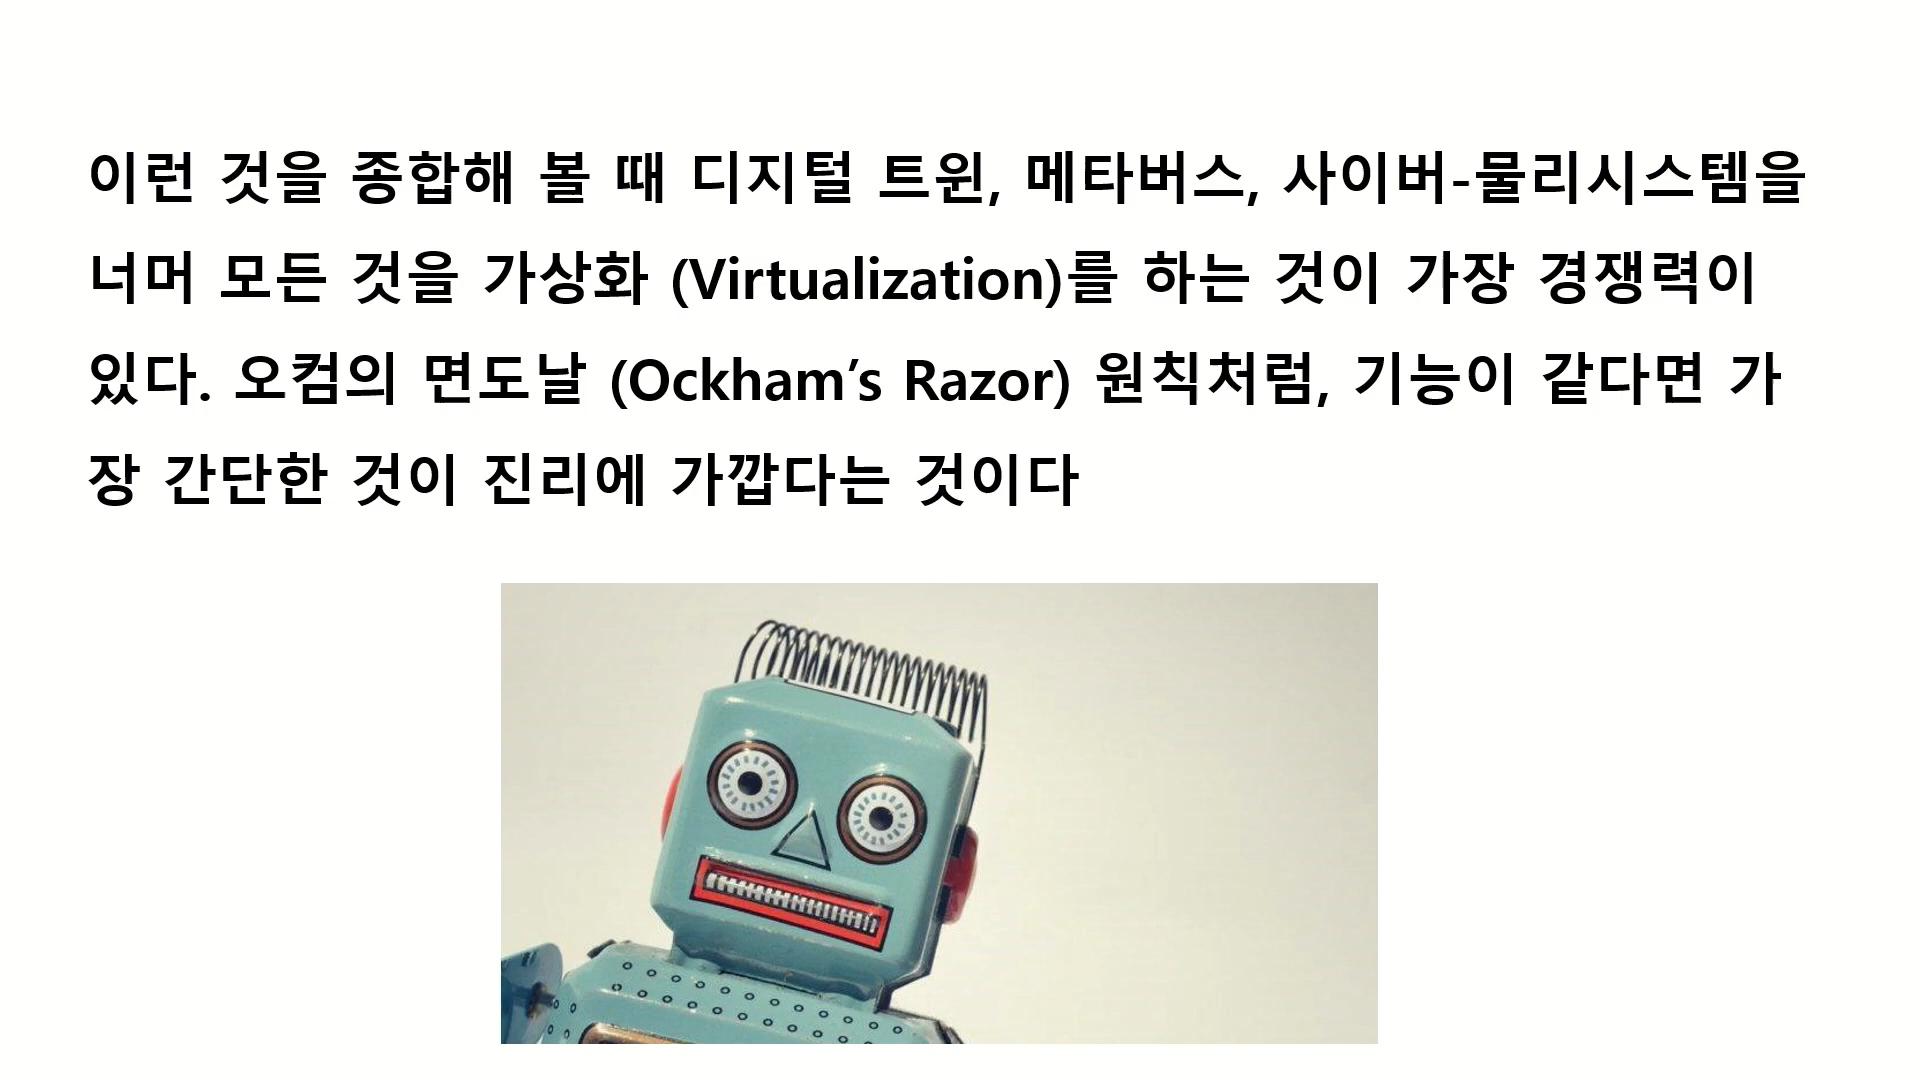 이런 것을 종합해 볼 때 디지털 트윈, 메타버스, 사이버-물리시스템을
너머 모든 것을 가상화 (Virtualization)를 하는 것이 가장 경쟁력이
있다. 오컴의 면도날 (Ockham’s Razor) 원칙처럼, 기능이 같다면 가
장 간단한 것이 진리에 가깝다는 것이다